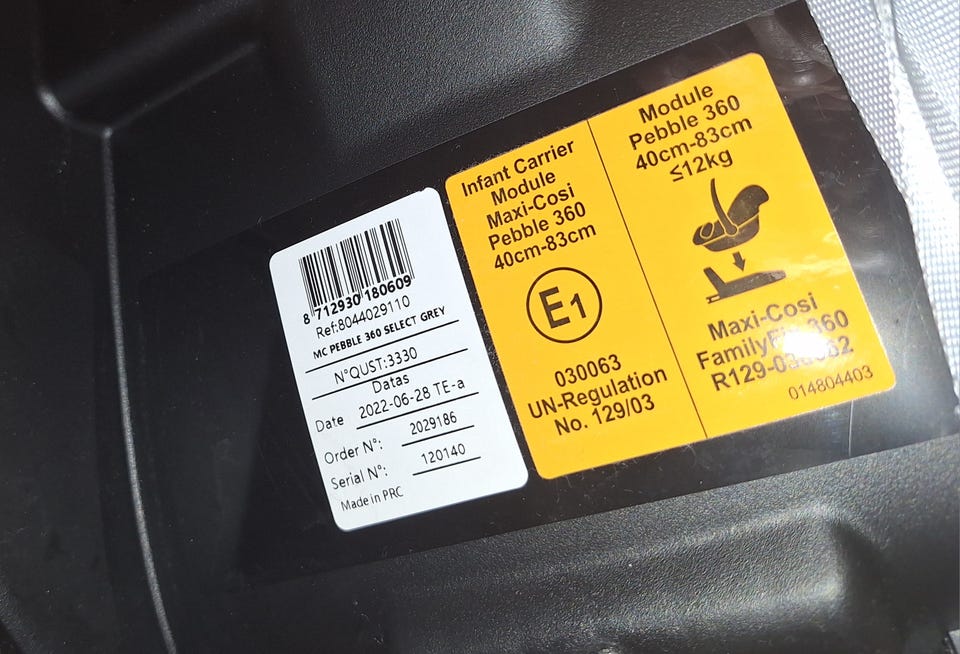 8 712930 180609
Ref:8044029110
MC PEBBLE 360 SELECT GREY
N°QUST:3330
Datas
Date 2022-06-28 TE-a
Order N°: 2029186
Serial N°: 120140
Made in PRC
Infant Carrier
Module
Maxi-Cosi
Pebble 360
40cm-83cm
E1
030063
UN-Regulation
No. 129/03
Module
Pebble 360
40cm-83cm
≤12kg
Maxi-Cosi
360
014804403